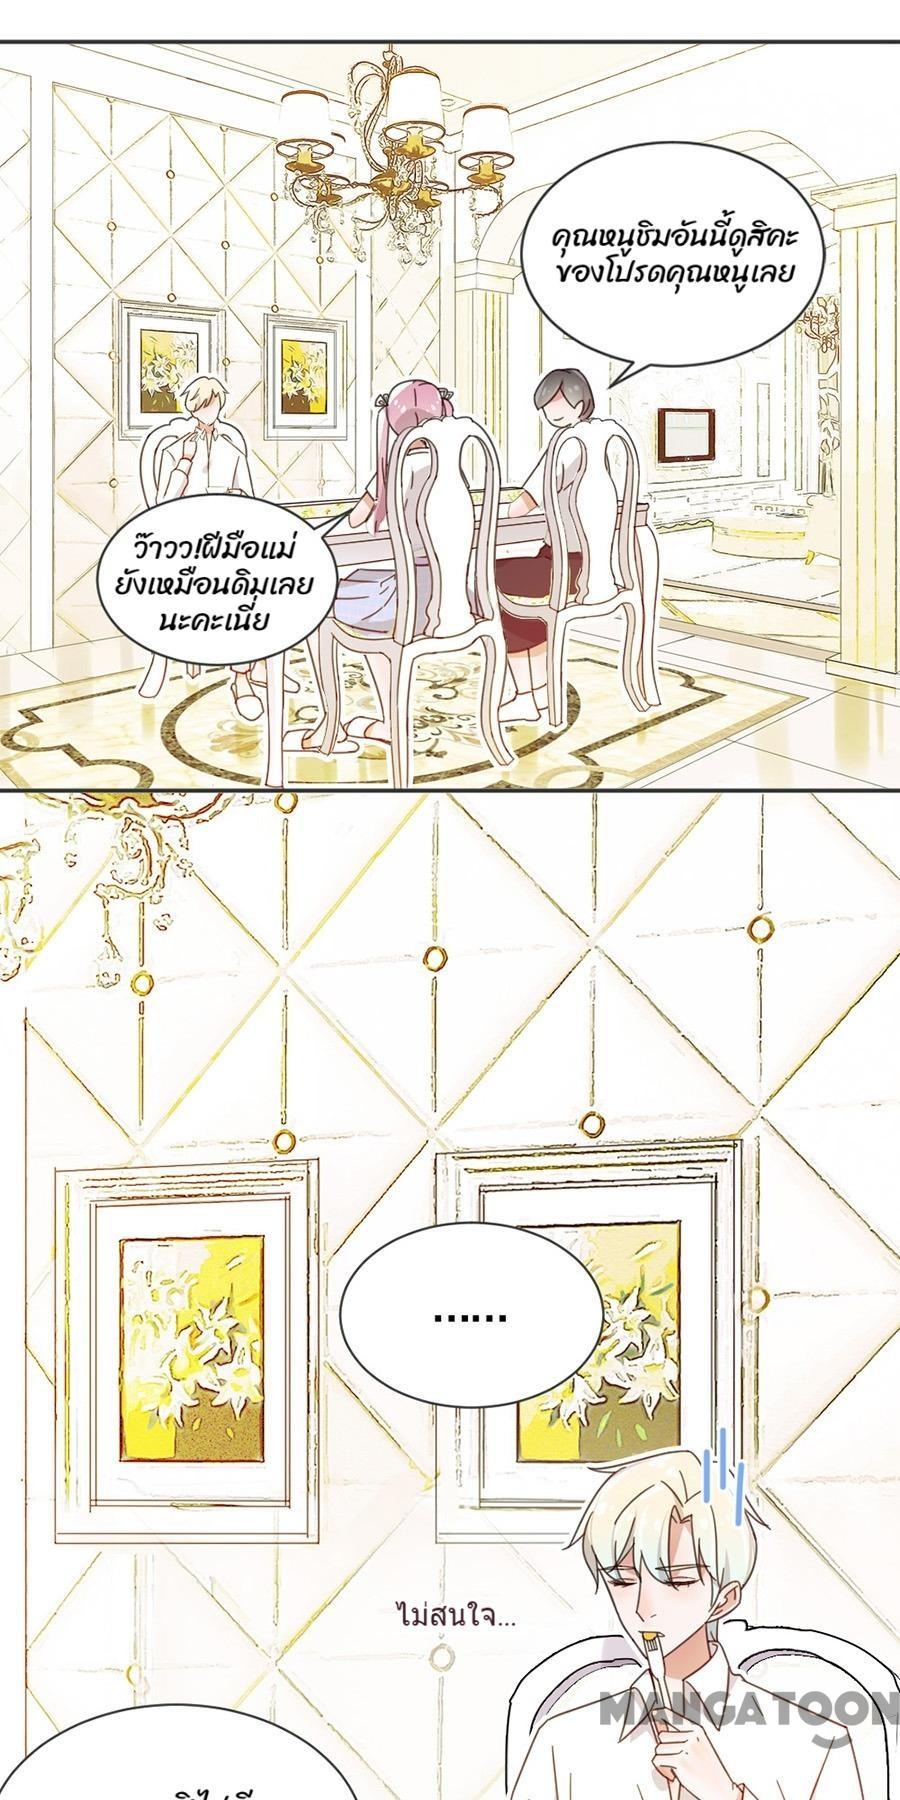 คุณหนูชิมอันนี้ดูสิคะ
ของโปรดคุณหนูเลย
ว๊าวว!ฝีมือแม่
ยังเหมือนดิมเลย
นะคะเนี่ย
......
ไม่สนใจ...
MANGATOON